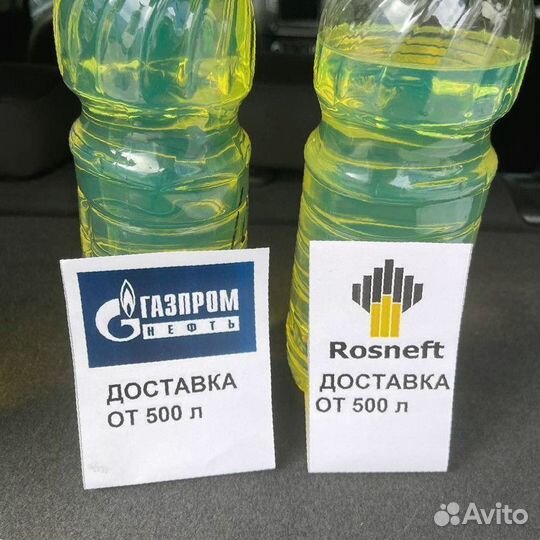 ГАЗПРОМ
НЕФТЬ
ДОСТАВКА
ОТ 500 л
Rosneft
ДОСТАВКА
ОТ 500 л
Avito